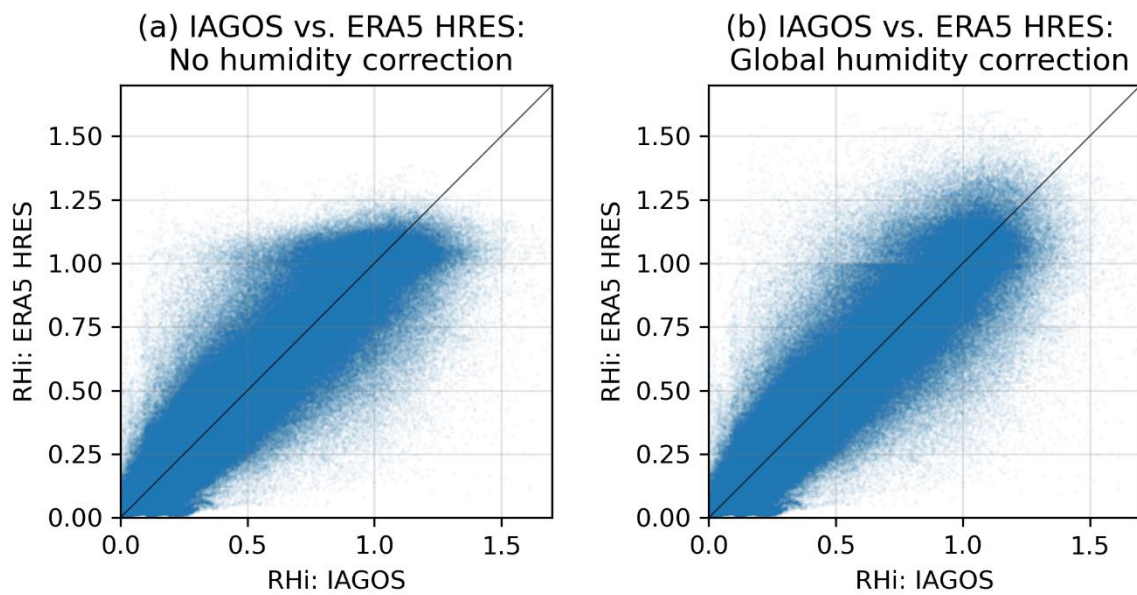 (a) IAGOS vs. ERA5 HRES:
No humidity correction
RHi: ERA5 HRES
1.50
1.25
1.00
0.75
0.50
0.25
0.00
0.0 0.5 1.0 1.5
RHi: IAGOS
(b) IAGOS vs. ERA5 HRES:
Global humidity correction
RHi: ERA5 HRES
1.50
1.25
1.00
0.75
0.50
0.25
0.00
0.0 0.5 1.0 1.5
RHi: IAGOS